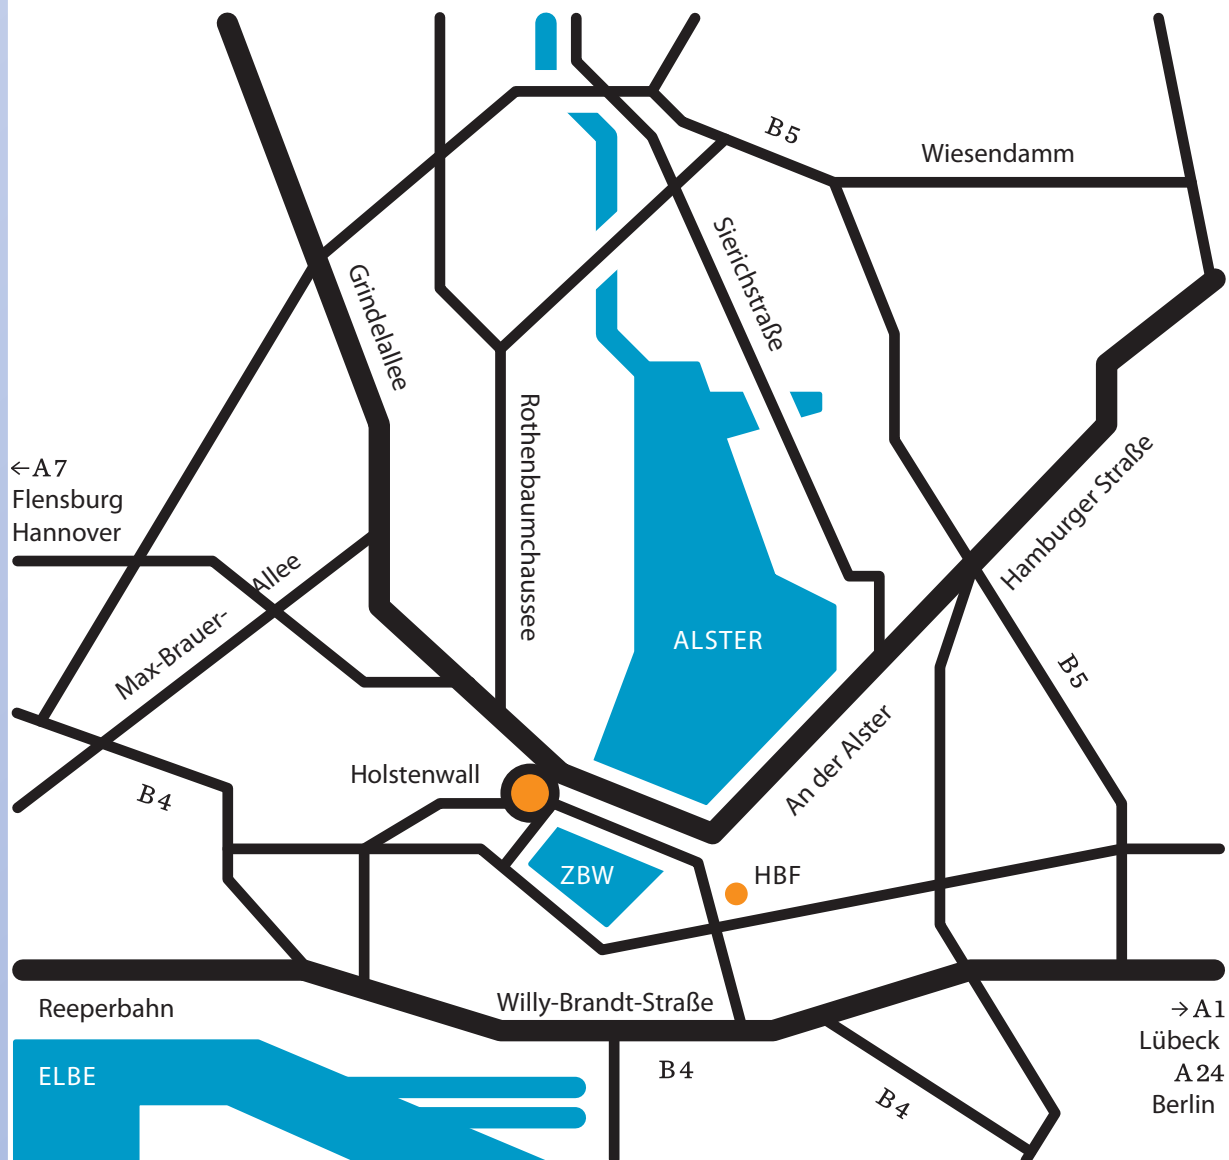 B5
Wiesendamm
Sierichstraße
Grindelallee
Rothenbaumchaussee
←A7
Flensburg
Hannover
Hamburger Straße
Max-Brauer-
Allee
ALSTER
B5
An der Alster
Holstenwall
B4
ZBW
HBF
Reeperbahn
Willy-Brandt-Straße
→A1
Lübeck
A24
Berlin
ELBE
B4
B4